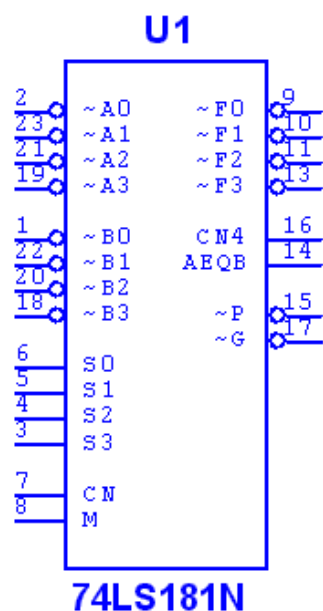 U1
2 ~A0 ~F0 9
23 ~A1 ~F1 10
21 ~A2 ~F2 11
19 ~A3 ~F3 13
1 ~B0 CN4 16
22 ~B1 AEQB 14
20 ~B2
18 ~B3 ~P 15
~G 17
6 S0
5 S1
4 S2
3 S3
7 CN
8 M
74LS181N